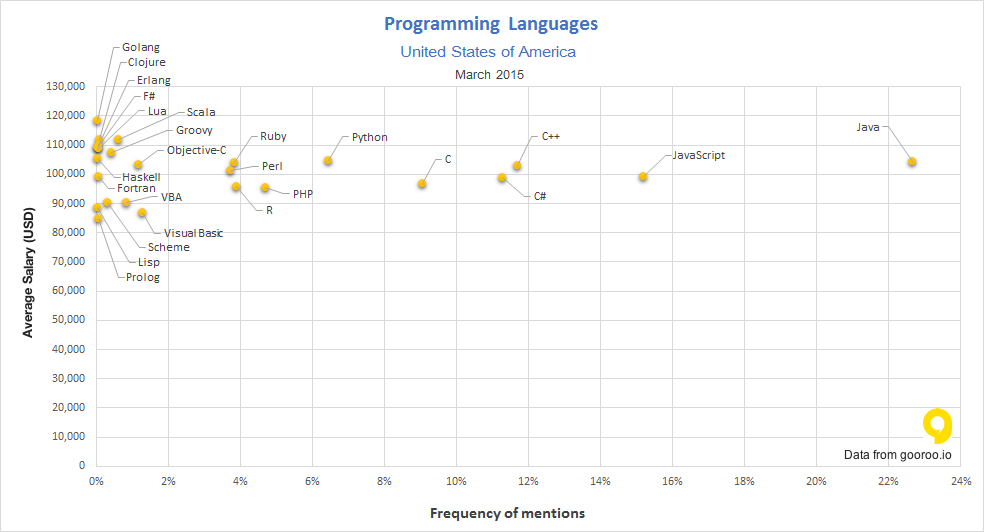 Programming Languages
United States of America
March 2015
Golang
Clojure
Erlang
F#
Lua
Scala
Groovy
Objective-C
Haskell
Fortran
VBA
Visual Basic
Scheme
Lisp
Prolog
Ruby
Perl
PHP
R
Python
C
C++
C#
JavaScript
Java
Average Salary (USD)
130,000
120,000
110,000
100,000
90,000
80,000
70,000
60,000
50,000
40,000
30,000
20,000
10,000
0
0% 2% 4% 6% 8% 10% 12% 14% 16% 18% 20% 22% 24%
Frequency of mentions
Data from gooroo.io